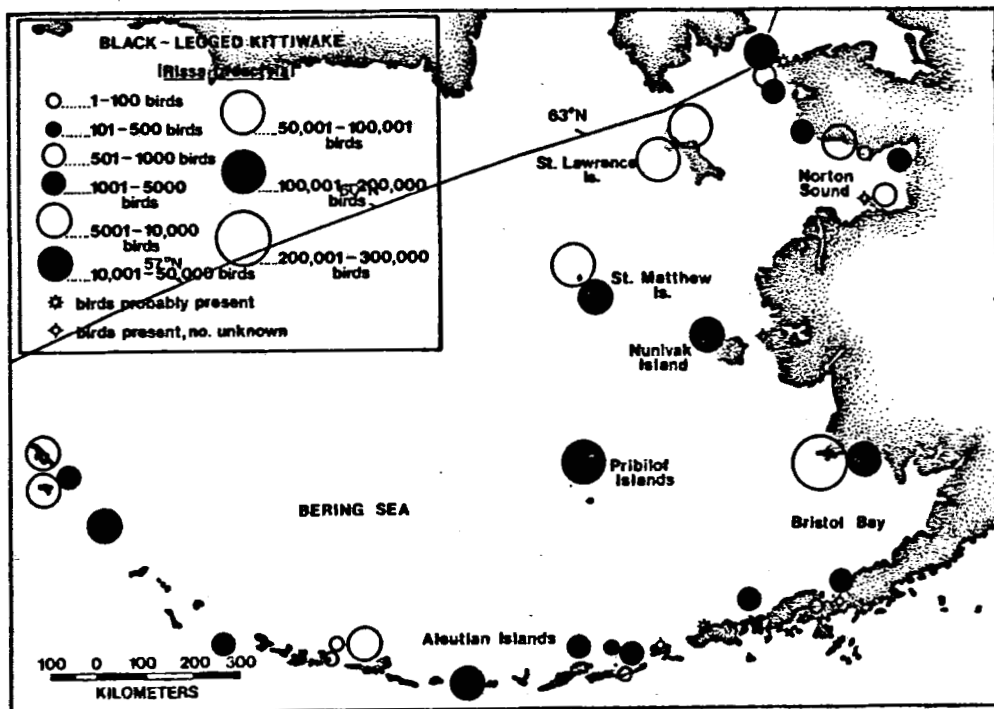 BLACK-LEGGED KITTIWAKE
1-100 birds
101-500 birds
501-1000 birds
1001-5000
birds
5001-10,000
birds
57°N
10,001-50,000 birds
50,001-100,001
birds
100,001-200,000
birds
200,001-300,000
birds
birds probably present
birds present, no. unknown
63°N
St. Lawrence
Is.
Norton
Sound
St. Matthew
Is.
Nunivak
Island
Pribilof
Islands
BERING SEA
Bristol Bay
Aleutian Islands
100 0 100 200 300
KILOMETERS